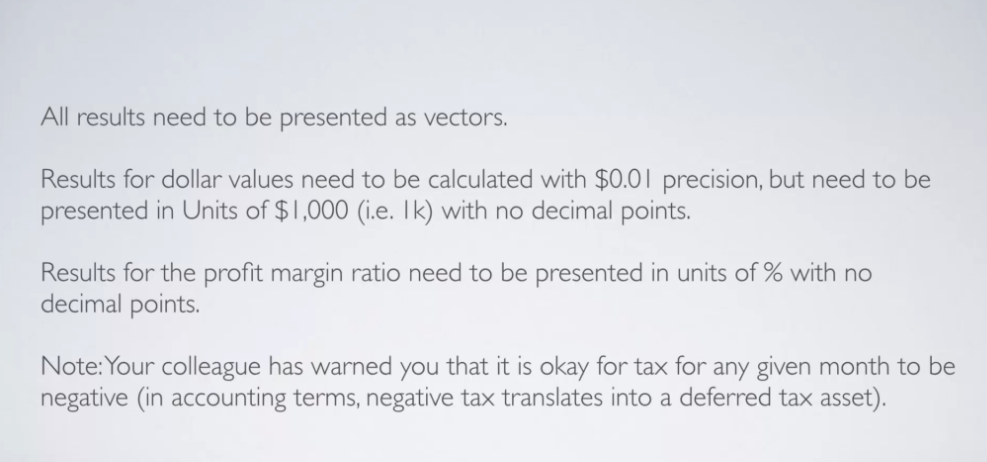 All results need to be presented as vectors.
Results for dollar values need to be calculated with $0.01 precision, but need to be
presented in Units of $1,000 (i.e. 1k) with no decimal points.
Results for the profit margin ratio need to be presented in units of % with no
decimal points.
Note: Your colleague has warned you that it is okay for tax for any given month to be
negative (in accounting terms, negative tax translates into a deferred tax asset).